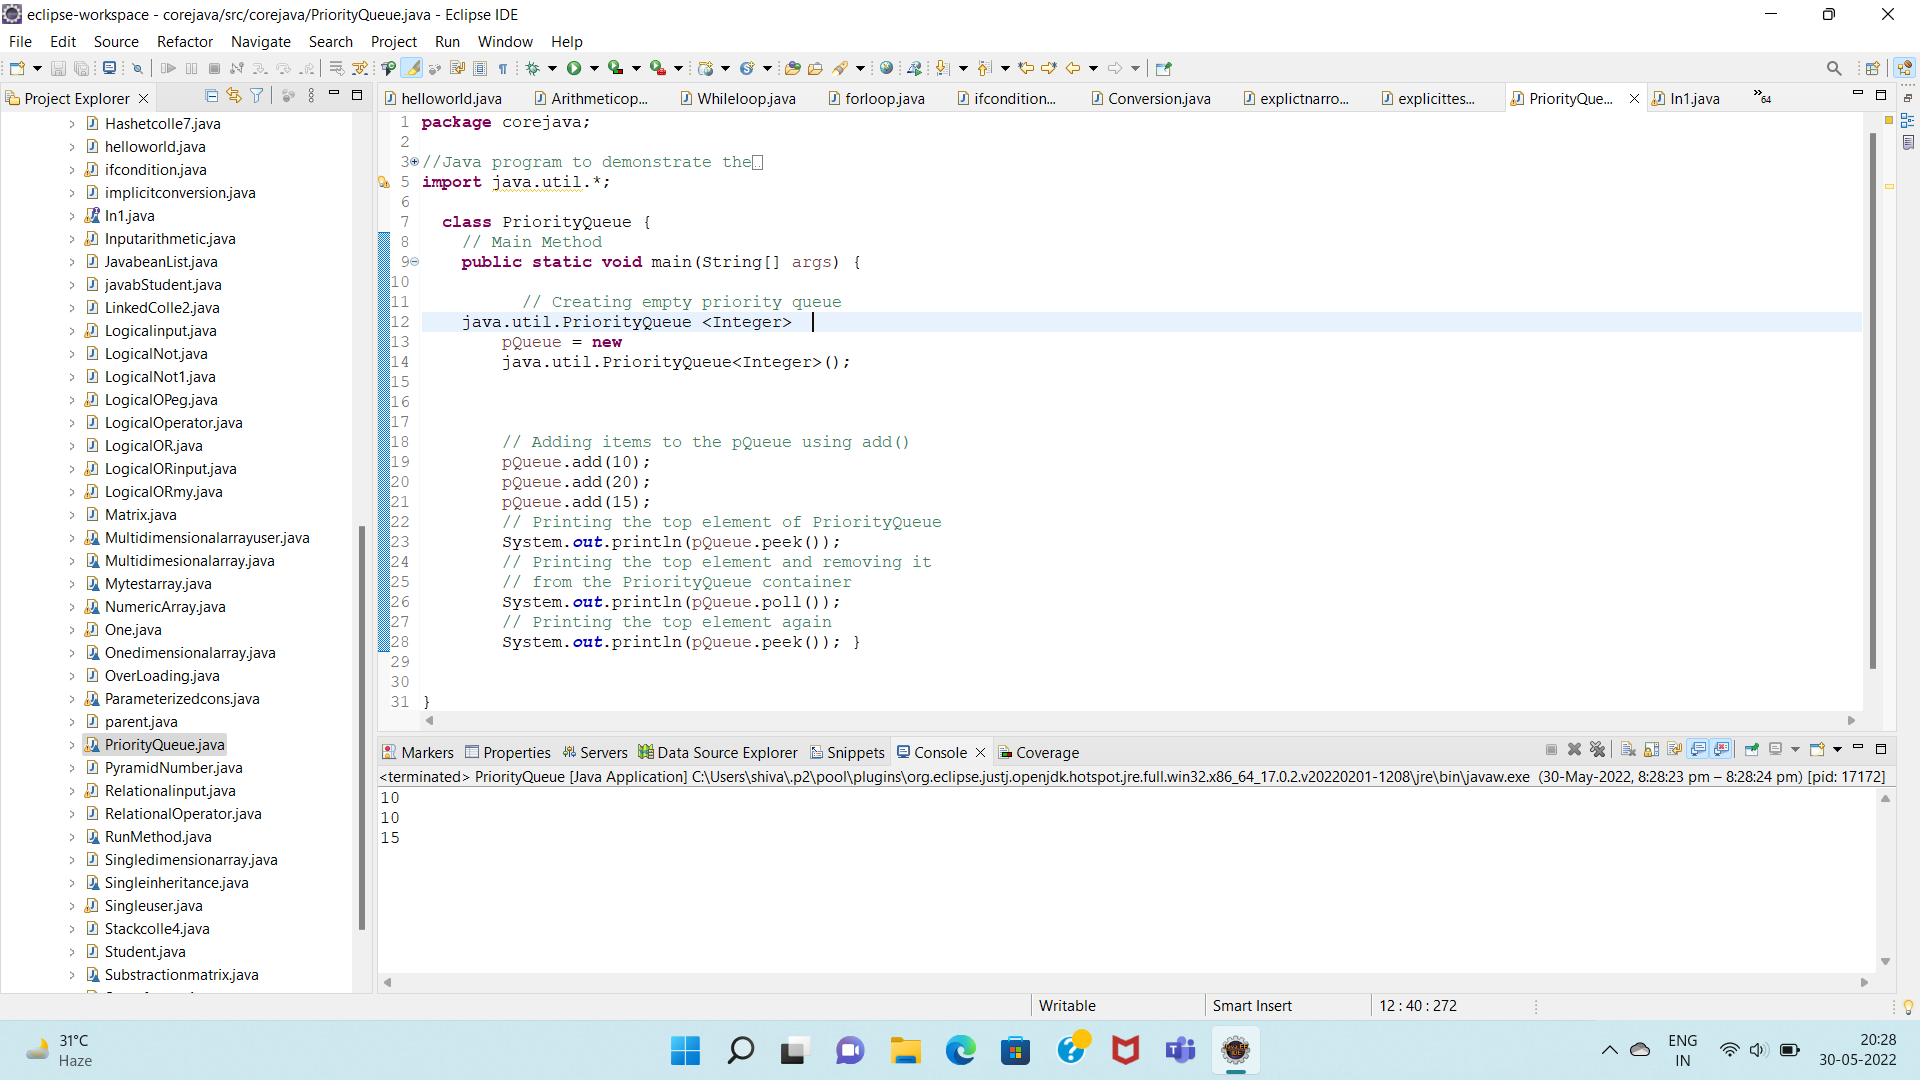 eclipse-workspace - corejava/src/corejava/PriorityQueue.java - Eclipse IDE
File Edit Source Refactor Navigate Search Project Run Window Help
Project Explorer
helloworld.java Arithmeticop... Whileloop.java forloop.java ifcondition... Conversion.java explictnarro... explicittes... PriorityQue... In1.java »64
Hashetcolle7.java
helloworld.java
ifcondition.java
implicitconversion.java
In1.java
Inputarithmetic.java
JavabeanList.java
javabStudent.java
LinkedColle2.java
Logicalinput.java
LogicalNot.java
LogicalNot1.java
LogicalOPeg.java
LogicalOperator.java
LogicalOR.java
LogicalORinput.java
LogicalORmy.java
Matrix.java
Multidimensionalarrayuser.java
Multidimesionalarray.java
Mytestarray.java
NumericArray.java
One.java
Onedimensionalarray.java
OverLoading.java
Parameterizedcons.java
parent.java
PriorityQueue.java
PyramidNumber.java
Relationalinput.java
RelationalOperator.java
RunMethod.java
Singledimensionarray.java
Singleinheritance.java
Singleuser.java
Stackcolle4.java
Student.java
Substractionmatrix.java
1 package corejava;
2
3 //Java program to demonstrate the
5 import java.util.*;
6
7 class PriorityQueue {
8 // Main Method
9 public static void main(String[] args) {
10
11 // Creating empty priority queue
12 java.util.PriorityQueue <Integer>
13 pQueue = new
14 java.util.PriorityQueue<Integer>();
15
16
17
18 // Adding items to the pQueue using add()
19 pQueue.add(10);
20 pQueue.add(20);
21 pQueue.add(15);
22 // Printing the top element of PriorityQueue
23 System.out.println(pQueue.peek());
24 // Printing the top element and removing it
25 // from the PriorityQueue container
26 System.out.println(pQueue.poll());
27 // Printing the top element again
28 System.out.println(pQueue.peek()); }
29
30
31 }
Markers Properties Servers Data Source Explorer Snippets Console Coverage
<terminated> PriorityQueue [Java Application] C:\Users\shiva\.p2\pool\plugins\org.eclipse.justj.openjdk.hotspot.jre.full.win32.x86_64_17.0.2.v20220201-1208\jre\bin\javaw.exe (30-May-2022, 8:28:23 pm – 8:28:24 pm) [pid: 17172]
10
10
15
Writable Smart Insert 12 : 40 : 272
31°C
Haze
ENG
IN
20:28
30-05-2022